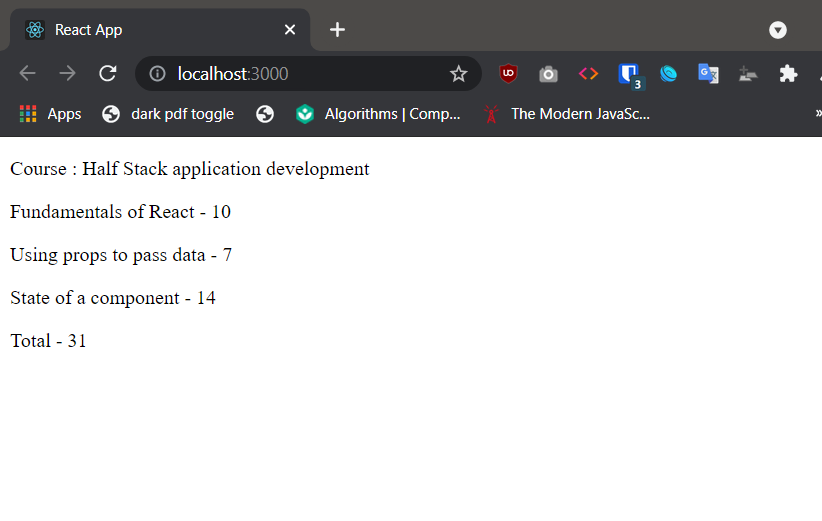 React App
localhost:3000
3
Apps dark pdf toggle Algorithms | Comp... The Modern JavaSc... »
Course : Half Stack application development
Fundamentals of React - 10
Using props to pass data - 7
State of a component - 14
Total - 31